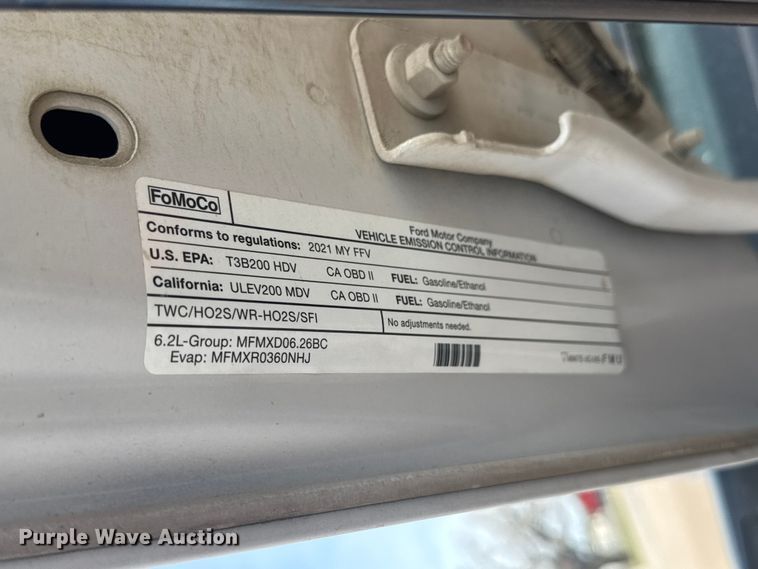 FoMoCo
Ford Motor Company
VEHICLE EMISSION CONTROL INFORMATION
Conforms to regulations: 2021 MY FFV
U.S. EPA: T3B200 HDV CA OBD II FUEL: Gasoline/Ethanol
California: ULEV200 MDV CA OBD II FUEL: Gasoline/Ethanol
TWC/HO2S/WR-HO2S/SFI No adjustments needed.
6.2L-Group: MFMXD06.26BC
Evap: MFMXR0360NHJ
Purple Wave Auction